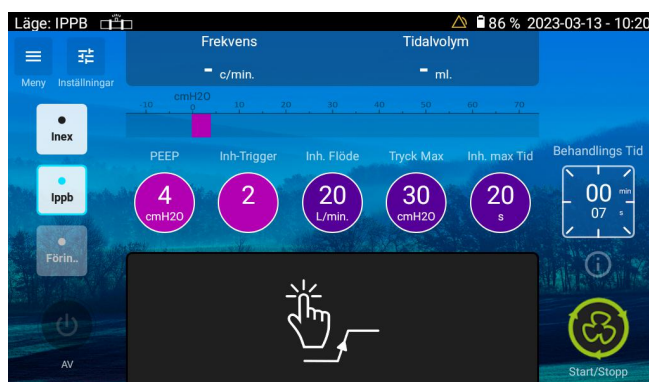 Läge: IPPB
86 % 2023-03-13 - 10:20
Frekvens
Tidalvolym
- c/min.
- ml.
Meny
Inställningar
cmH2O
-10 0 10 20 30 40 50 60 70
Inex
PEEP
Inh-Trigger
Inh. Flöde
Tryck Max
Inh. max Tid
Behandlings Tid
Ippb
4
cmH20
2
20
L/min.
30
cmH20
20
s
00 min
07 s
Förin..
AV
Start/Stopp